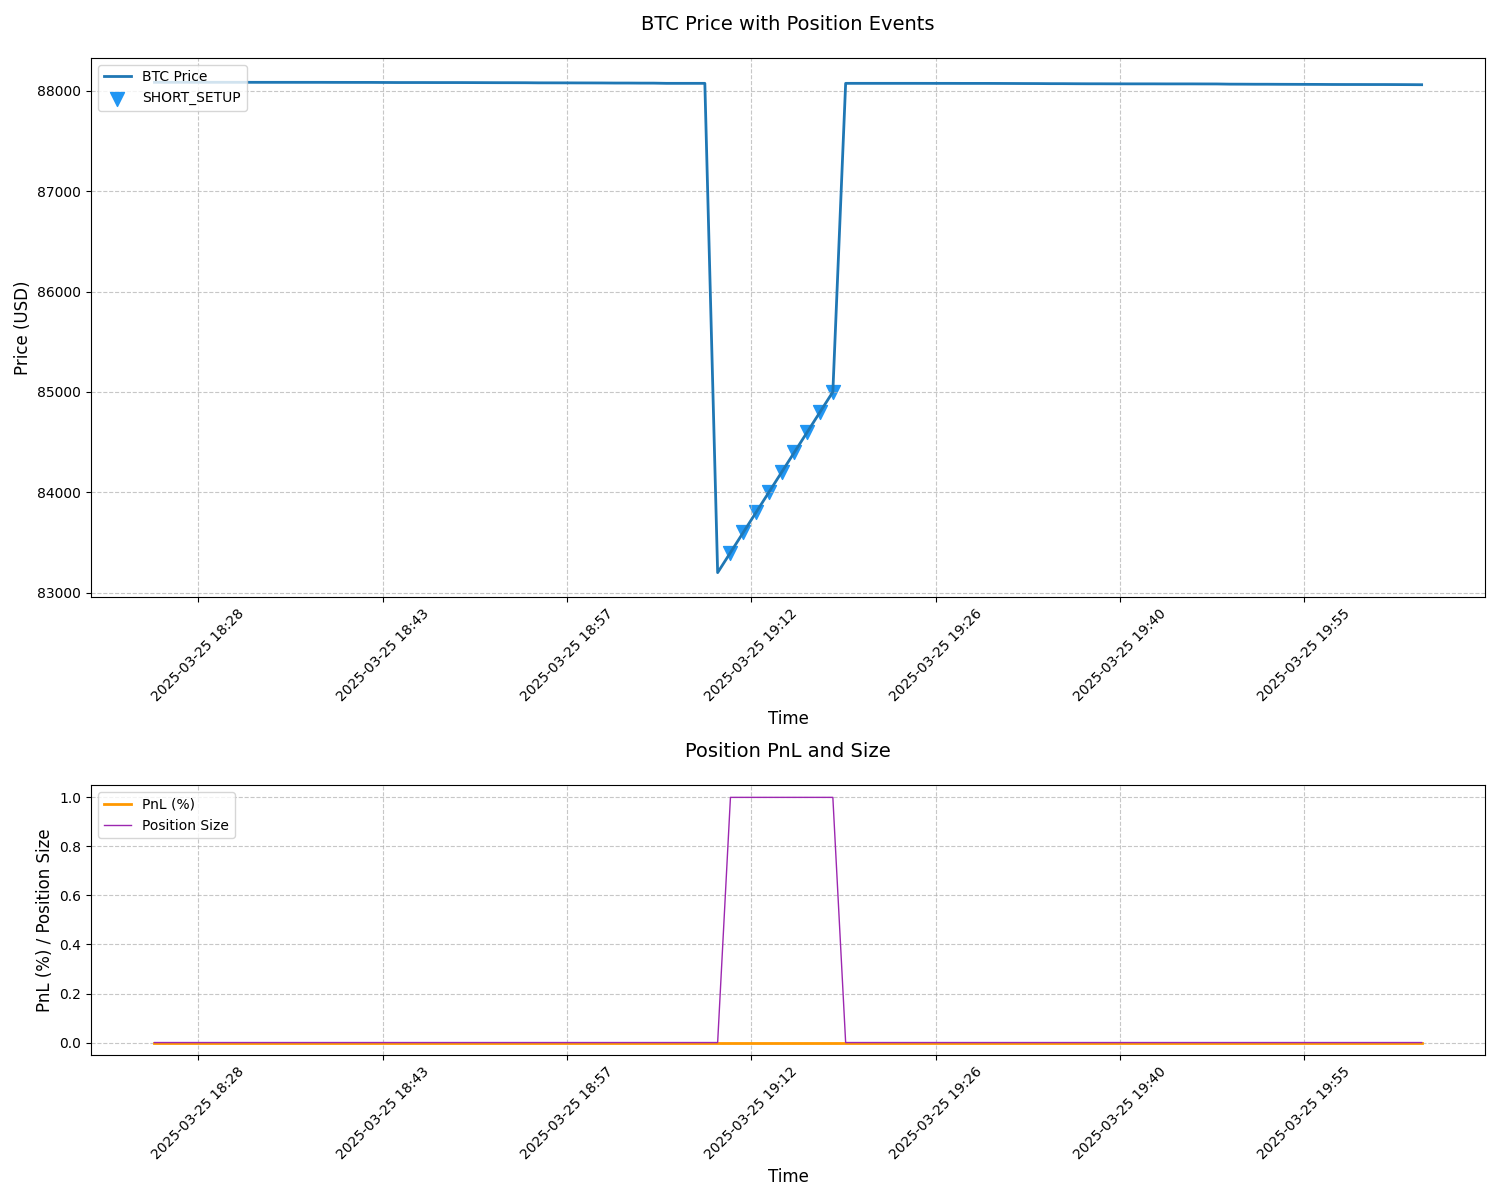 BTC Price with Position Events
BTC Price
SHORT_SETUP
Price (USD)
88000
87000
86000
85000
84000
83000
2025-03-25 18:28
2025-03-25 18:43
2025-03-25 18:57
2025-03-25 19:12
2025-03-25 19:26
2025-03-25 19:40
2025-03-25 19:55
Time
Position PnL and Size
PnL (%)
Position Size
PnL (%) / Position Size
1.0
0.8
0.6
0.4
0.2
0.0
2025-03-25 18:28
2025-03-25 18:43
2025-03-25 18:57
2025-03-25 19:12
2025-03-25 19:26
2025-03-25 19:40
2025-03-25 19:55
Time